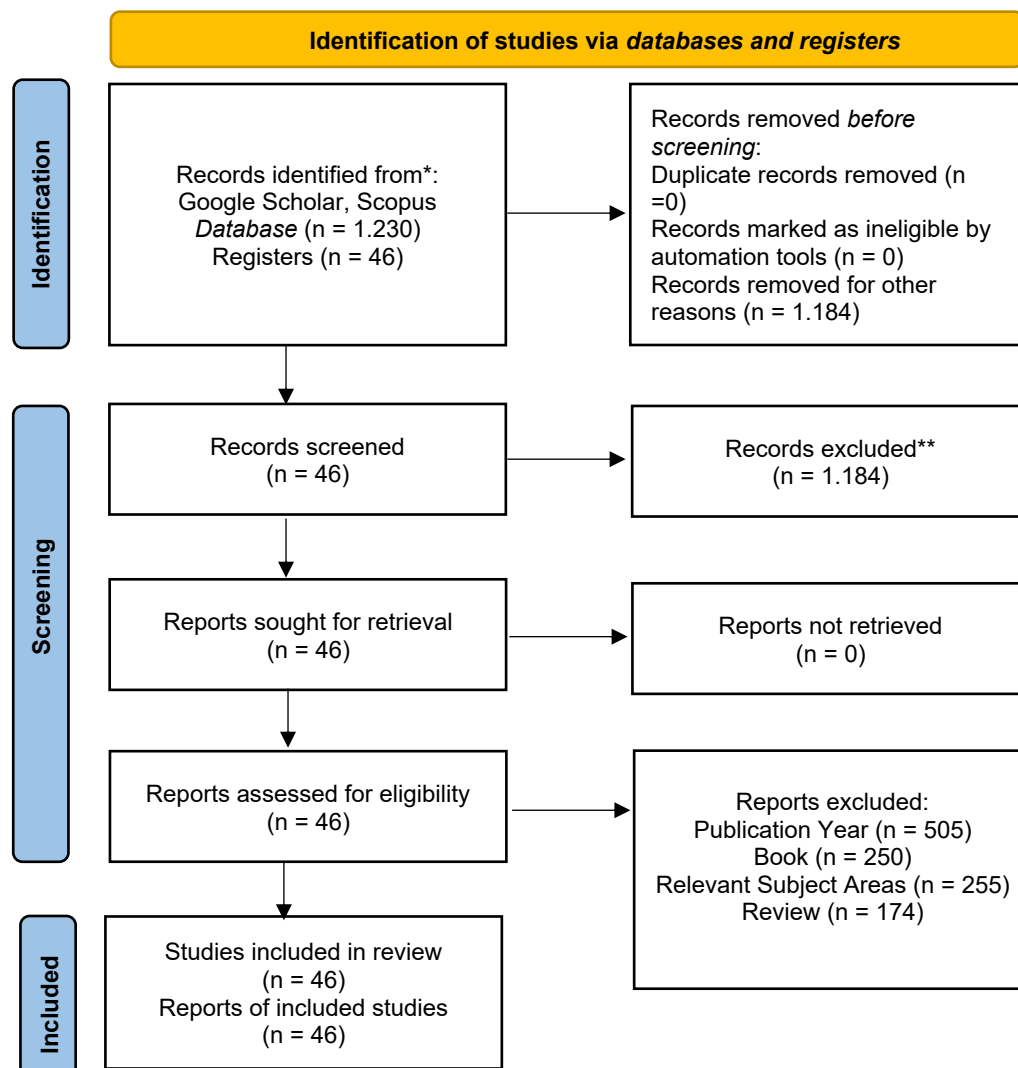 Identification of studies via databases and registers
Identification
Records identified from*:
Google Scholar, Scopus
Database (n = 1.230)
Registers (n = 46)
Records removed before
screening:
Duplicate records removed (n
=0)
Records marked as ineligible by
automation tools (n = 0)
Records removed for other
reasons (n = 1.184)
Screening
Records screened
(n = 46)
Records excluded**
(n = 1.184)
Reports sought for retrieval
(n = 46)
Reports not retrieved
(n = 0)
Reports assessed for eligibility
(n = 46)
Reports excluded:
Publication Year (n = 505)
Book (n = 250)
Relevant Subject Areas (n = 255)
Review (n = 174)
Included
Studies included in review
(n = 46)
Reports of included studies
(n = 46)